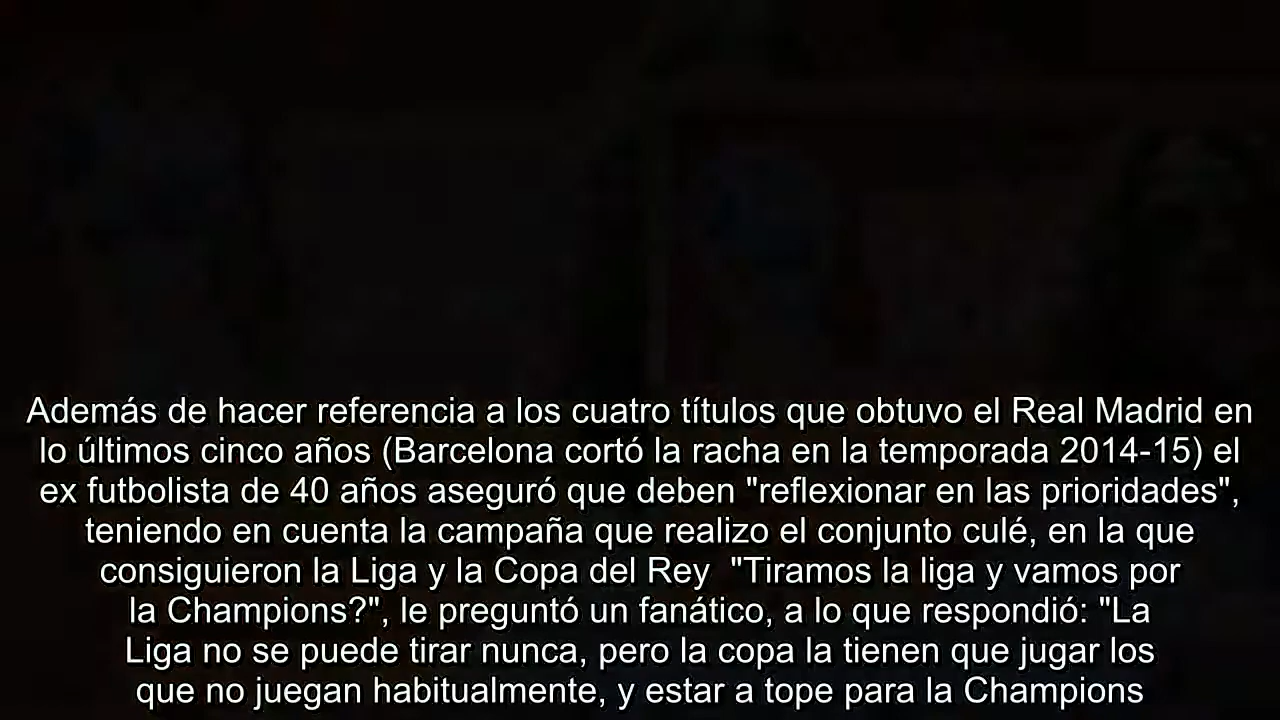 Además de hacer referencia a los cuatro títulos que obtuvo el Real Madrid en
lo últimos cinco años (Barcelona cortó la racha en la temporada 2014-15) el
ex futbolista de 40 años aseguró que deben "reflexionar en las prioridades",
teniendo en cuenta la campaña que realizo el conjunto culé, en la que
consiguieron la Liga y la Copa del Rey  "Tiramos la liga y vamos por
la Champions?", le preguntó un fanático, a lo que respondió: "La
Liga no se puede tirar nunca, pero la copa la tienen que jugar los
que no juegan habitualmente, y estar a tope para la Champions